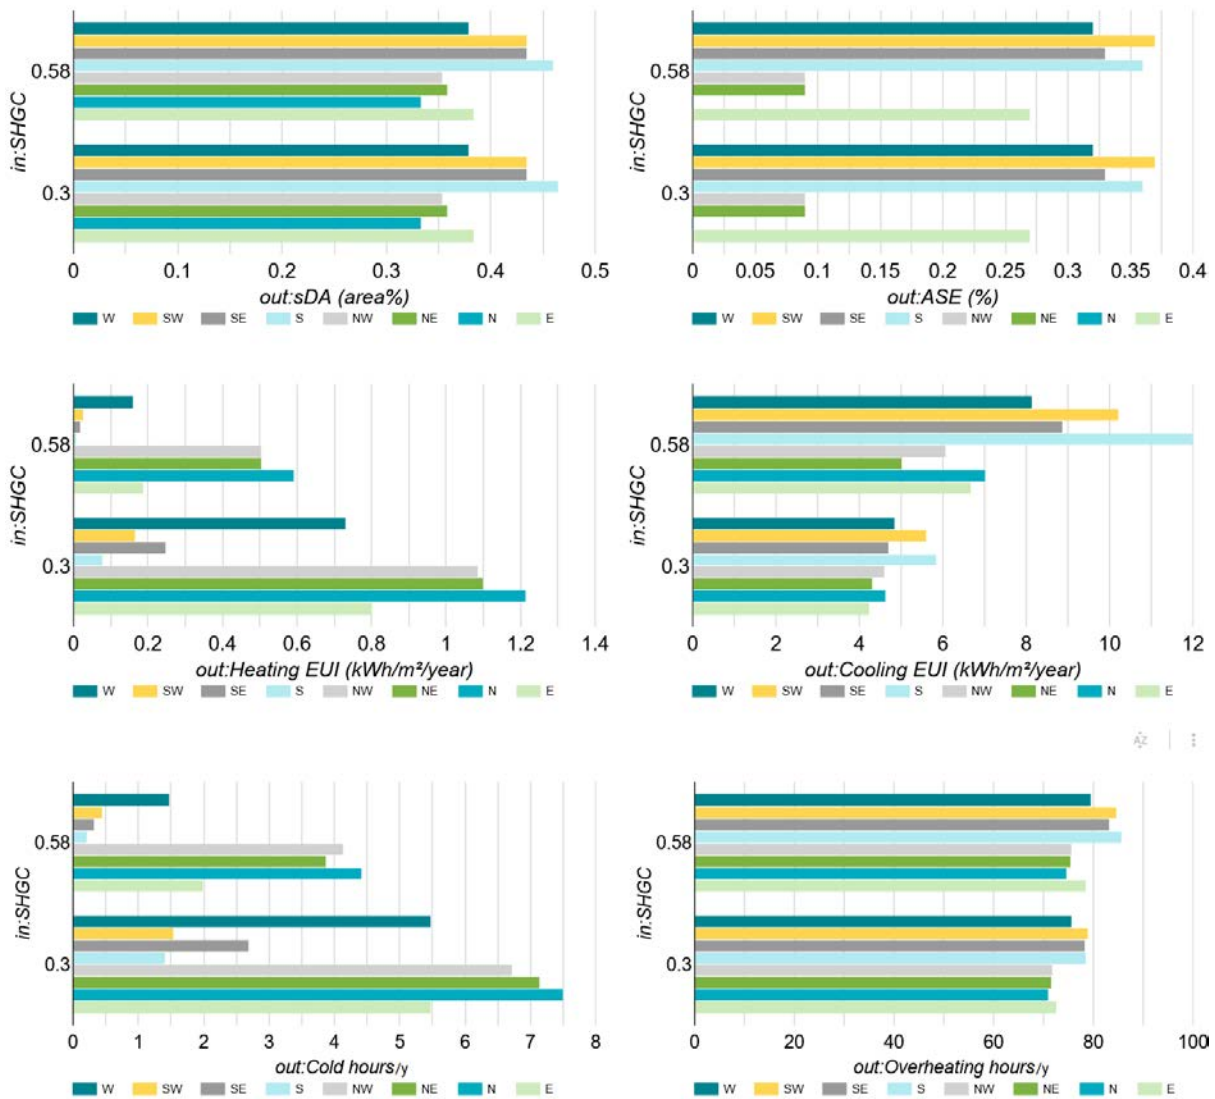 in:SHGC
0.58
0.3
0 0.1 0.2 0.3 0.4 0.5
out:sDA (area%)
W SW SE S NW NE N E
in:SHGC
0.58
0.3
0 0.05 0.1 0.15 0.2 0.25 0.3 0.35 0.4
out:ASE (%)
W SW SE S NW NE N E
in:SHGC
0.58
0.3
0 0.2 0.4 0.6 0.8 1 1.2 1.4
out:Heating EUI (kWh/m²/year)
W SW SE S NW NE N E
in:SHGC
0.58
0.3
0 2 4 6 8 10 12
out:Cooling EUI (kWh/m²/year)
W SW SE S NW NE N E
AZ
in:SHGC
0.58
0.3
0 1 2 3 4 5 6 7 8
out:Cold hours/y
W SW SE S NW NE N E
in:SHGC
0.58
0.3
0 20 40 60 80 100
out:Overheating hours/y
W SW SE S NW NE N E